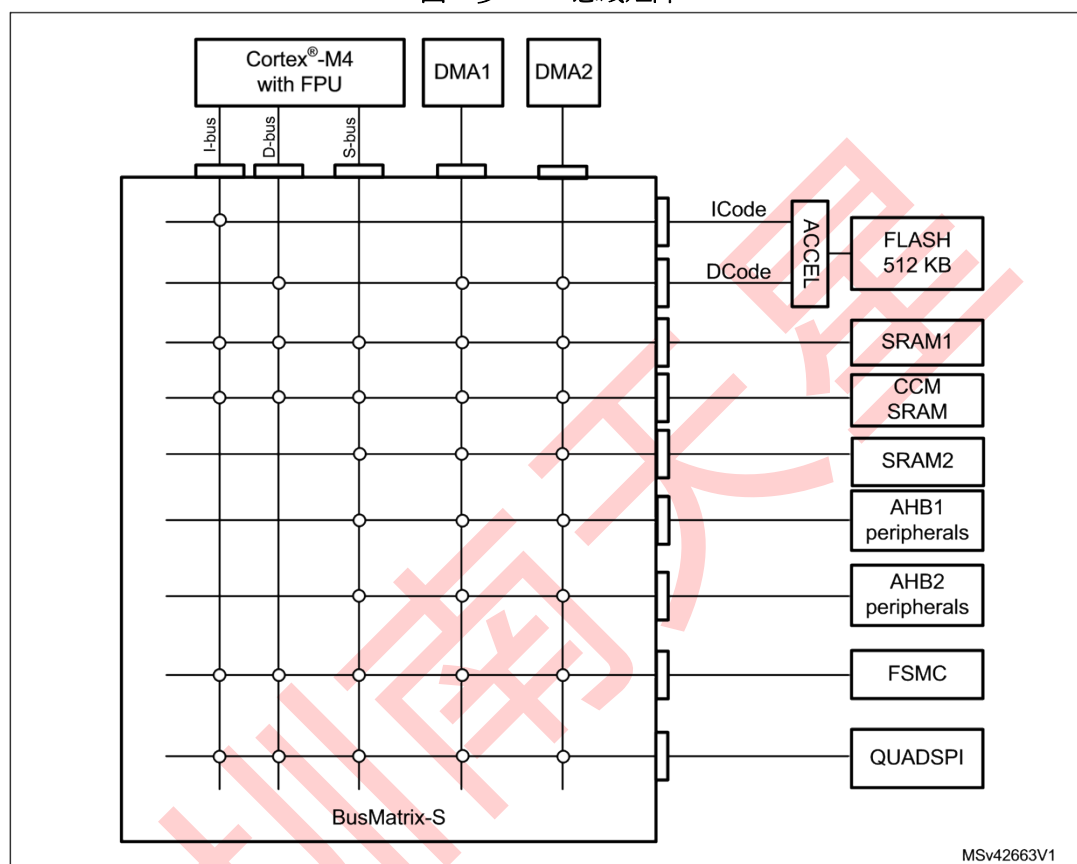 Cortex®-M4
with FPU
DMA1
DMA2
I-bus
D-bus
S-bus
ICode
DCode
ACCEL
FLASH
512 KB
SRAM1
CCM
SRAM
SRAM2
AHB1
peripherals
AHB2
peripherals
FSMC
QUADSPI
BusMatrix-S
MSv42663V1